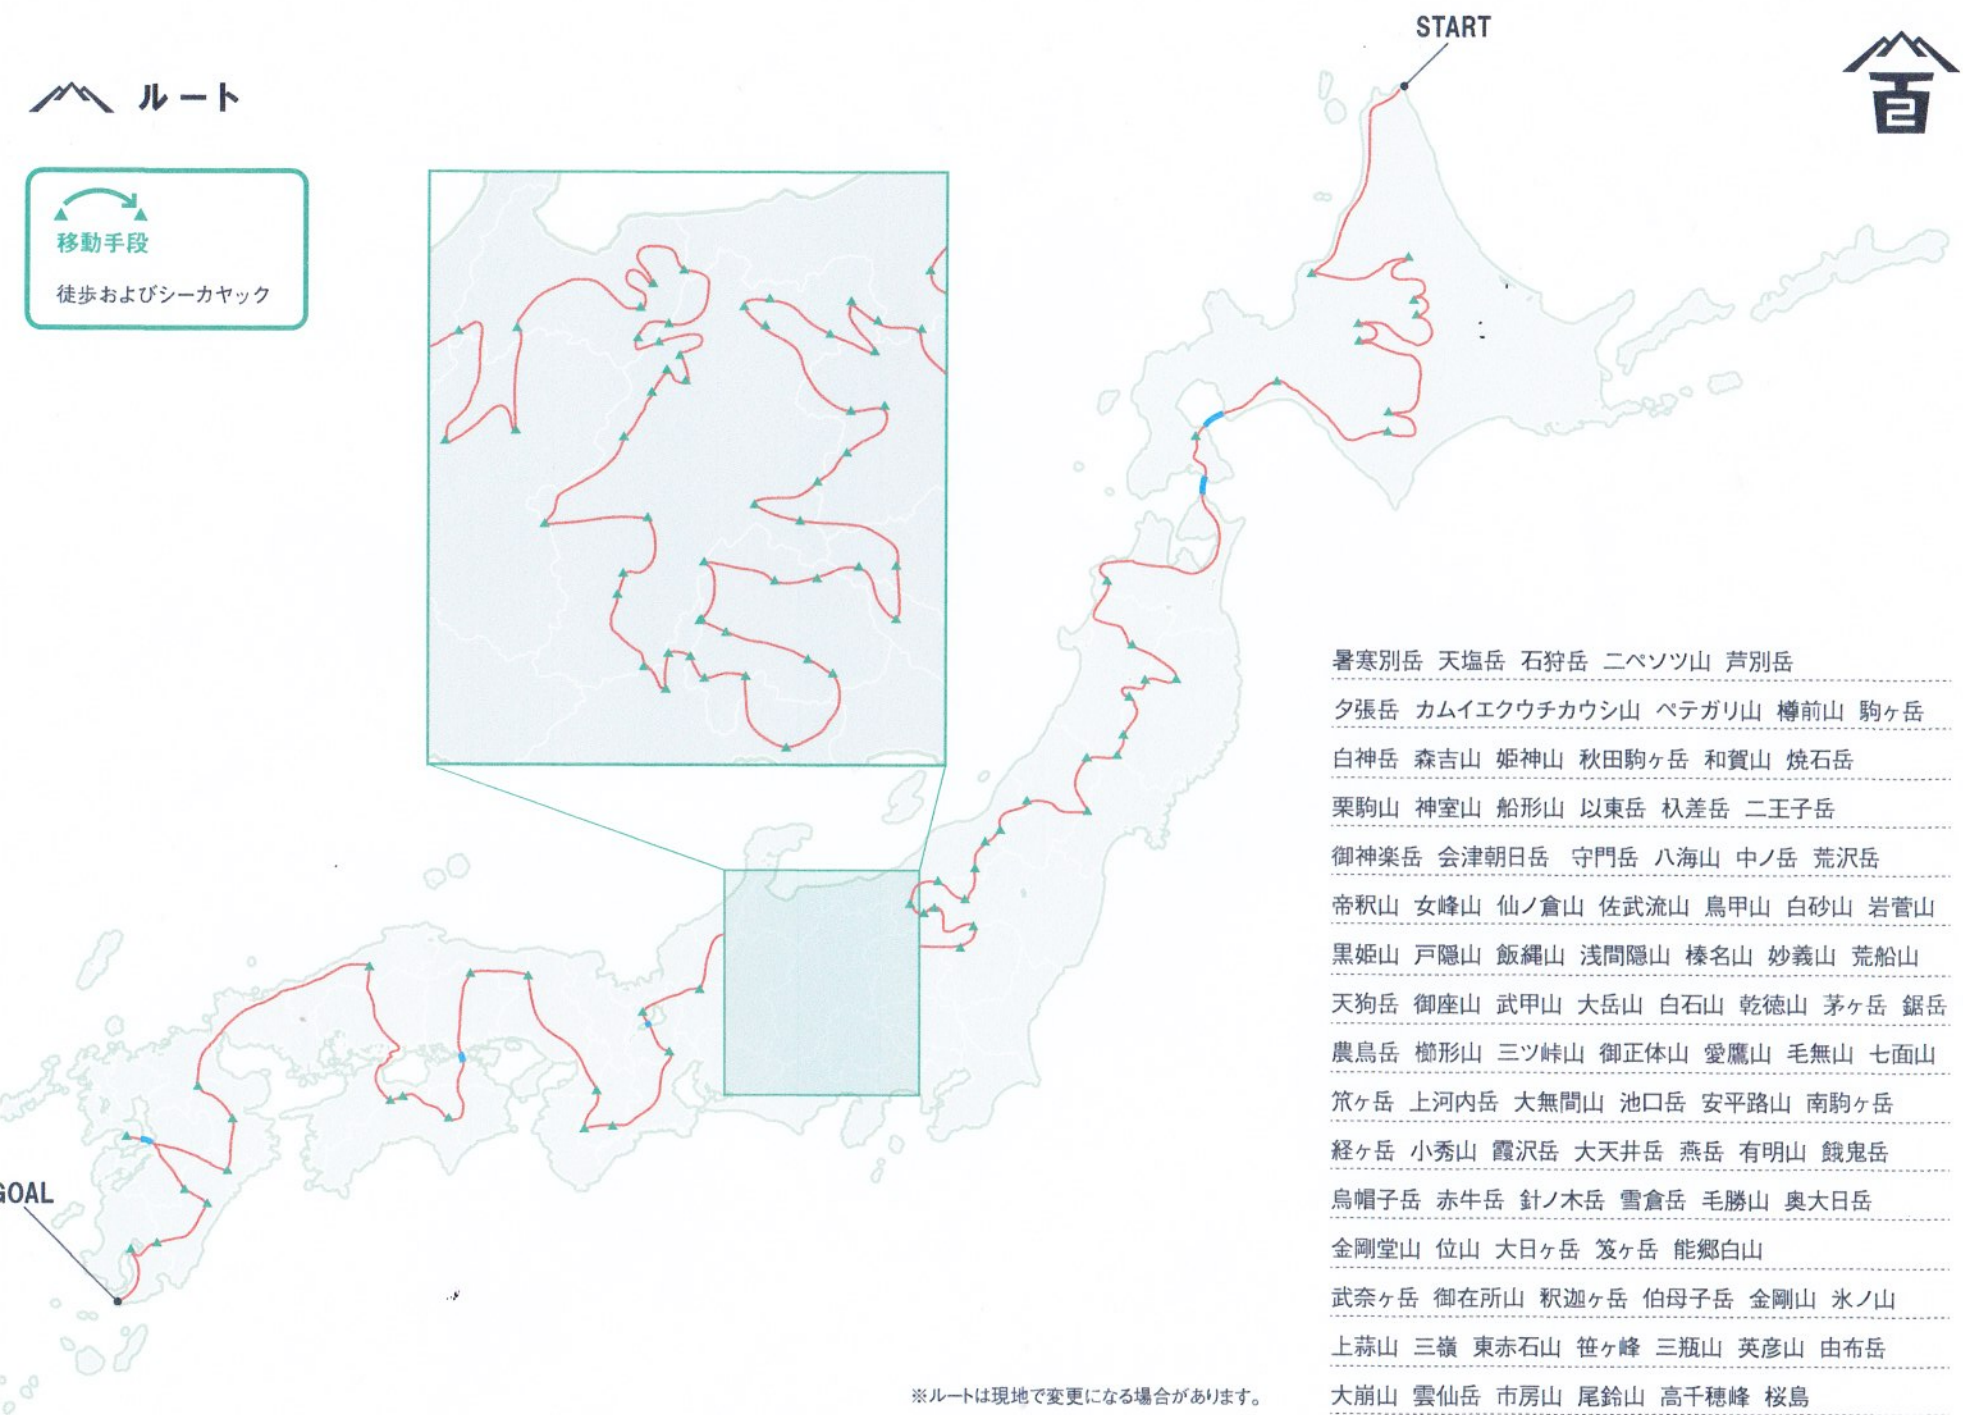 START
ルート
百2
移動手段
徒歩およびシーカヤック
GOAL
暑寒別岳 天塩岳 石狩岳 ニペソツ山 芦別岳
夕張岳 カムイエクウチカウシ山 ペテガリ山 樽前山 駒ヶ岳
白神岳 森吉山 姫神山 秋田駒ヶ岳 和賀山 焼石岳
栗駒山 神室山 船形山 以東岳 杁差岳 二王子岳
御神楽岳 会津朝日岳 守門岳 八海山 中ノ岳 荒沢岳
帝釈山 女峰山 仙ノ倉山 佐武流山 鳥甲山 白砂山 岩菅山
黒姫山 戸隠山 飯縄山 浅間隠山 榛名山 妙義山 荒船山
天狗岳 御座山 武甲山 大岳山 白石山 乾徳山 茅ヶ岳 鋸岳
農鳥岳 櫛形山 三ツ峠山 御正体山 愛鷹山 毛無山 七面山
笊ヶ岳 上河内岳 大無間山 池口岳 安平路山 南駒ヶ岳
経ヶ岳 小秀山 霞沢岳 大天井岳 燕岳 有明山 餓鬼岳
烏帽子岳 赤牛岳 針ノ木岳 雪倉岳 毛勝山 奥大日岳
金剛堂山 位山 大日ヶ岳 笈ヶ岳 能郷白山
武奈ヶ岳 御在所山 釈迦ヶ岳 伯母子岳 金剛山 氷ノ山
上蒜山 三嶺 東赤石山 笹ヶ峰 三瓶山 英彦山 由布岳
大崩山 雲仙岳 市房山 尾鈴山 高千穂峰 桜島
※ルートは現地で変更になる場合があります。